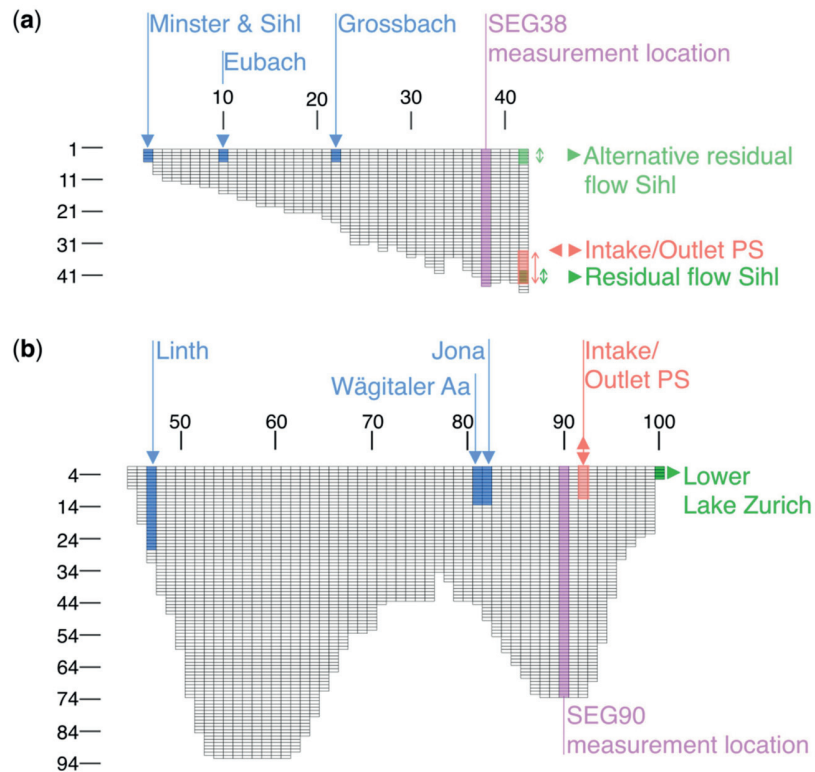 (a)
Minster & Sihl
Grossbach
SEG38
measurement location
Eubach
10
20
30
40
1
11
21
31
41
Alternative residual
flow Sihl
Intake/Outlet PS
Residual flow Sihl
(b)
Linth
Jona
Intake/
Outlet PS
Wägitaler Aa
50
60
70
80
90
100
4
14
24
34
44
54
64
74
84
94
Lower
Lake Zurich
SEG90
measurement location